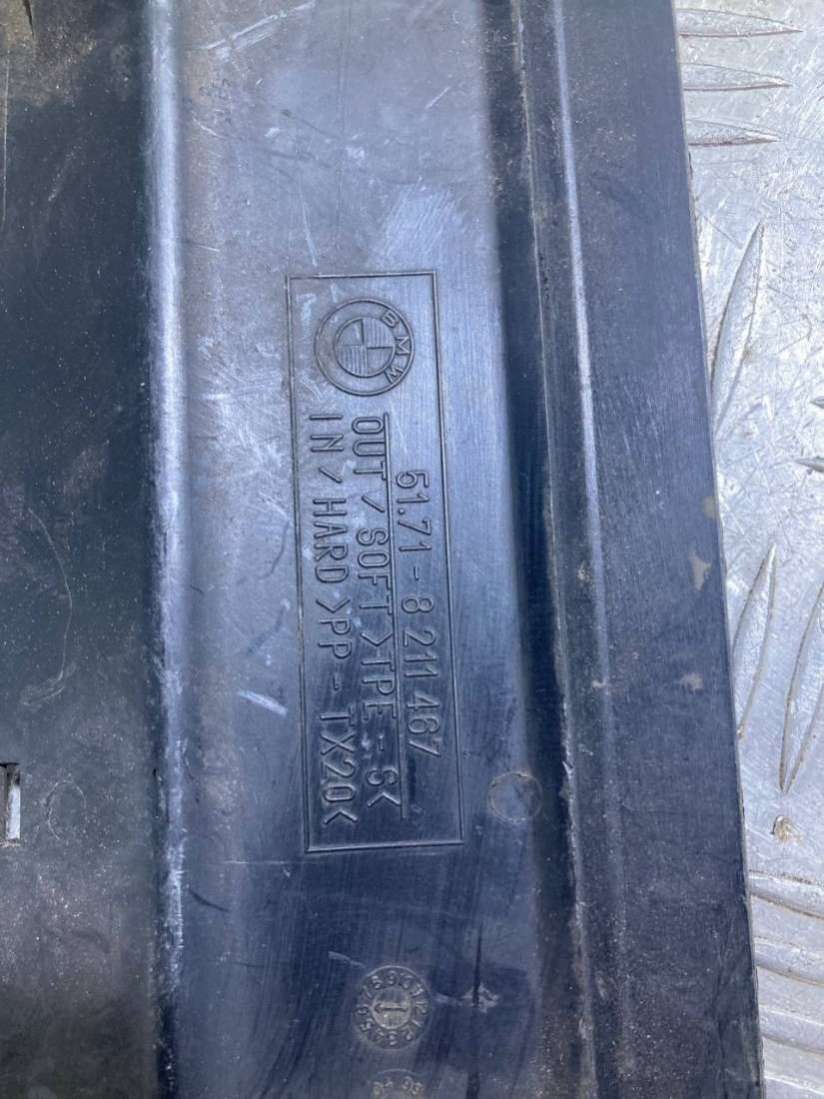 BMW
51.71-8 211 467
OUT / SOFT >TPE-S<
IN / HARD >PP-TX20<